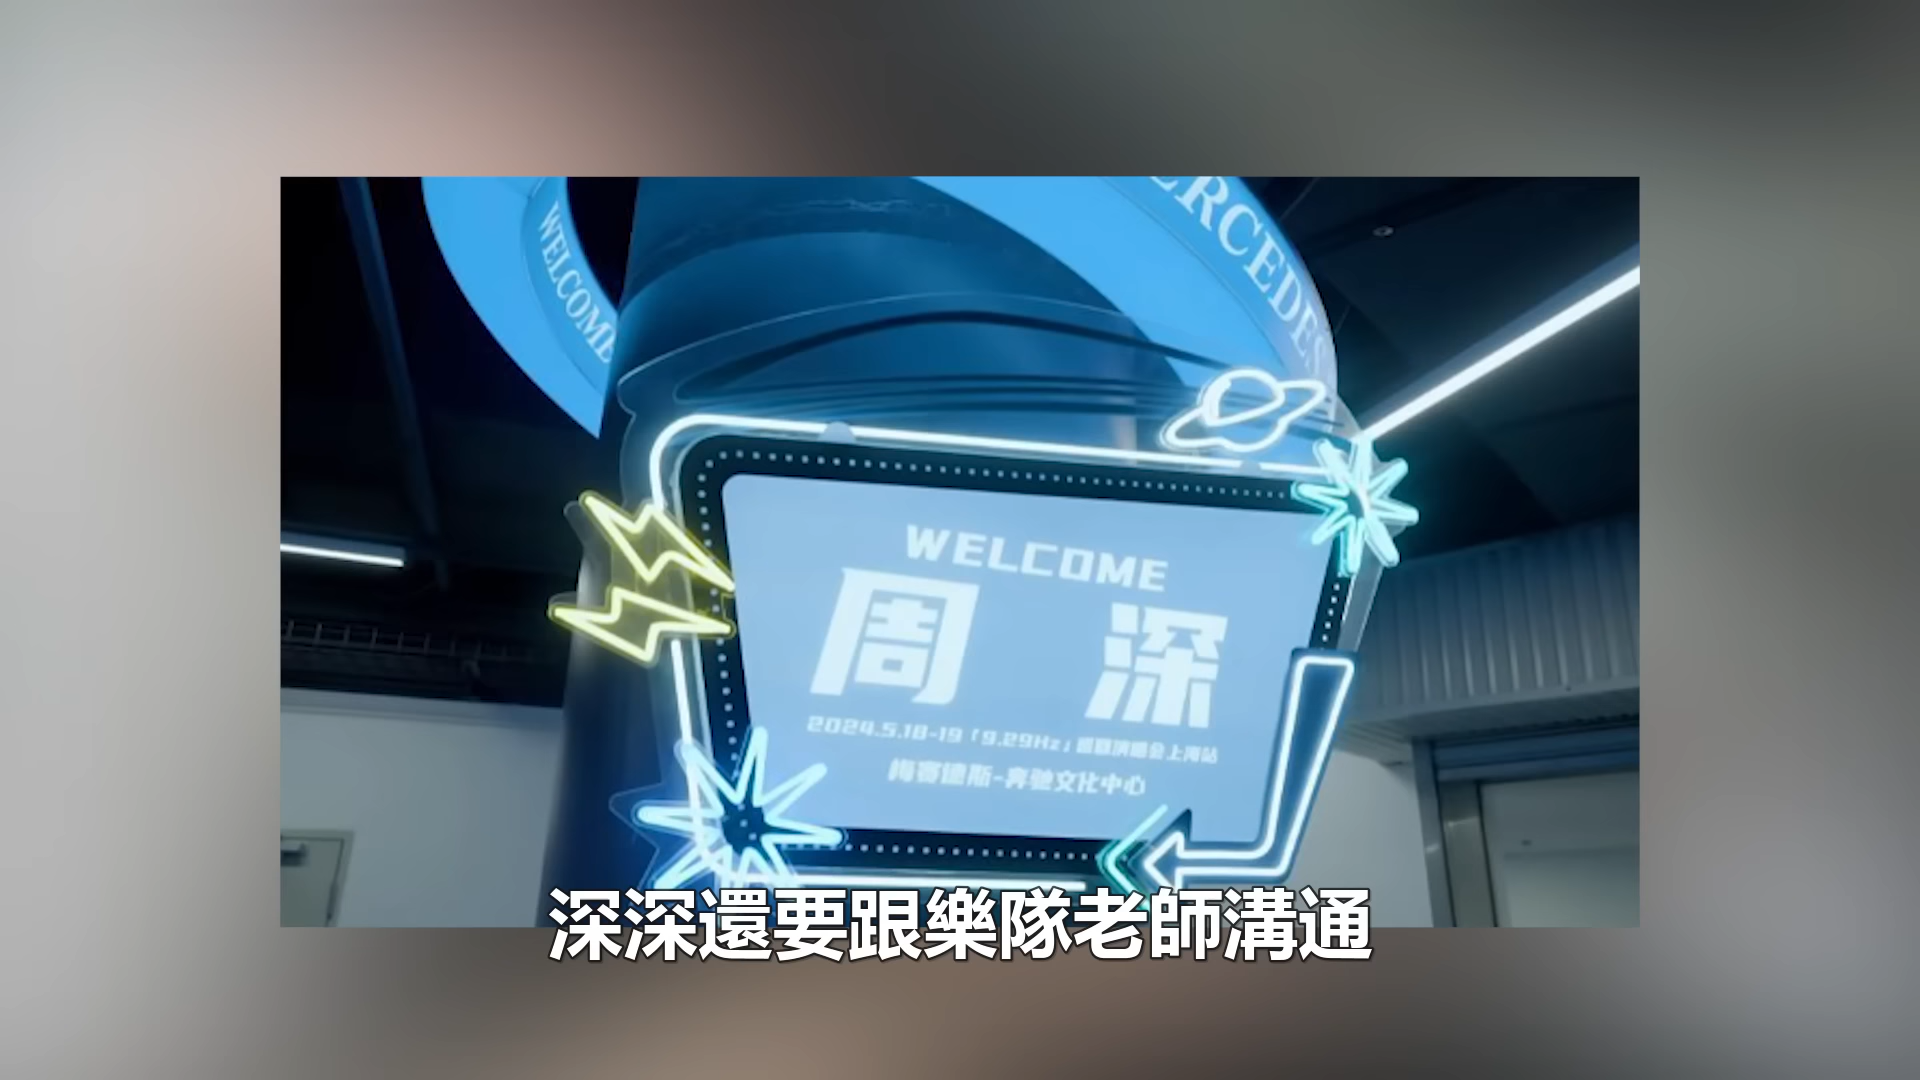 WELCOME
ERCEDES
WELCOME
周 深
2024.5.18-19「9.29Hz」巡回演唱会上海站
梅赛德斯-奔驰文化中心
深深還要跟樂隊老師溝通